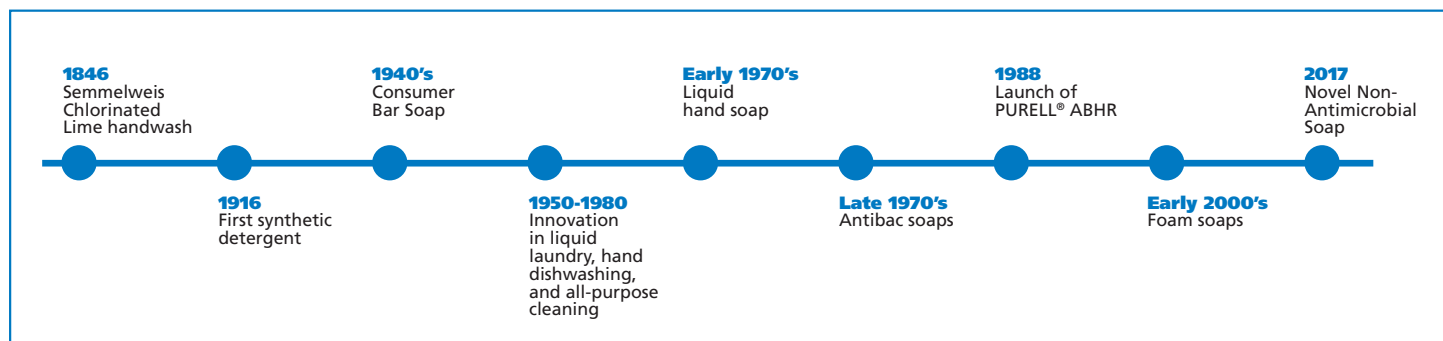 1846
Semmelweis
Chlorinated
Lime handwash
1916
First synthetic
detergent
1940's
Consumer
Bar Soap
1950-1980
Innovation
in liquid
laundry, hand
dishwashing,
and all-purpose
cleaning
Early 1970's
Liquid
hand soap
Late 1970's
Antibac soaps
1988
Launch of
PURELL® ABHR
Early 2000's
Foam soaps
2017
Novel Non-
Antimicrobial
Soap